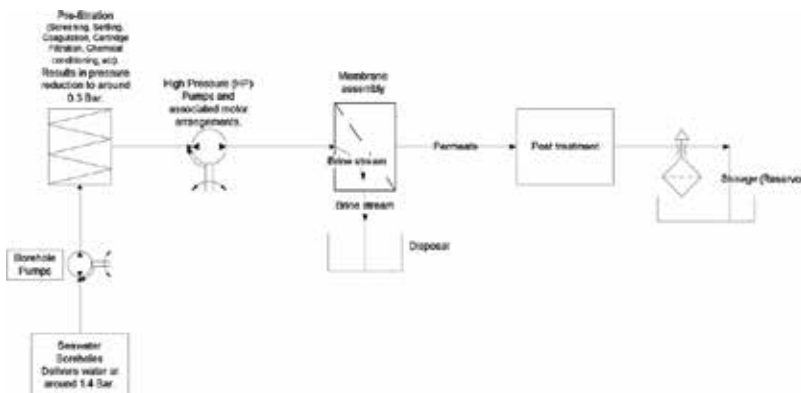 Pre-filtration
(Screening, Settling,
Coagulation, Cartridge
Filtration, Chemical
conditioning, etc).
Results in pressure
reduction to around
0.3 Bar.
High Pressure (HP)
Pumps and
associated motor
arrangements.
Membrane
assembly
Brine stream
Permeate
Post treatment
Storage (Reservoi
Brine stream
Disposal
Borehole
Pumps
Seawater
Boreholes
Delivers water at
around 1.4 Bar.